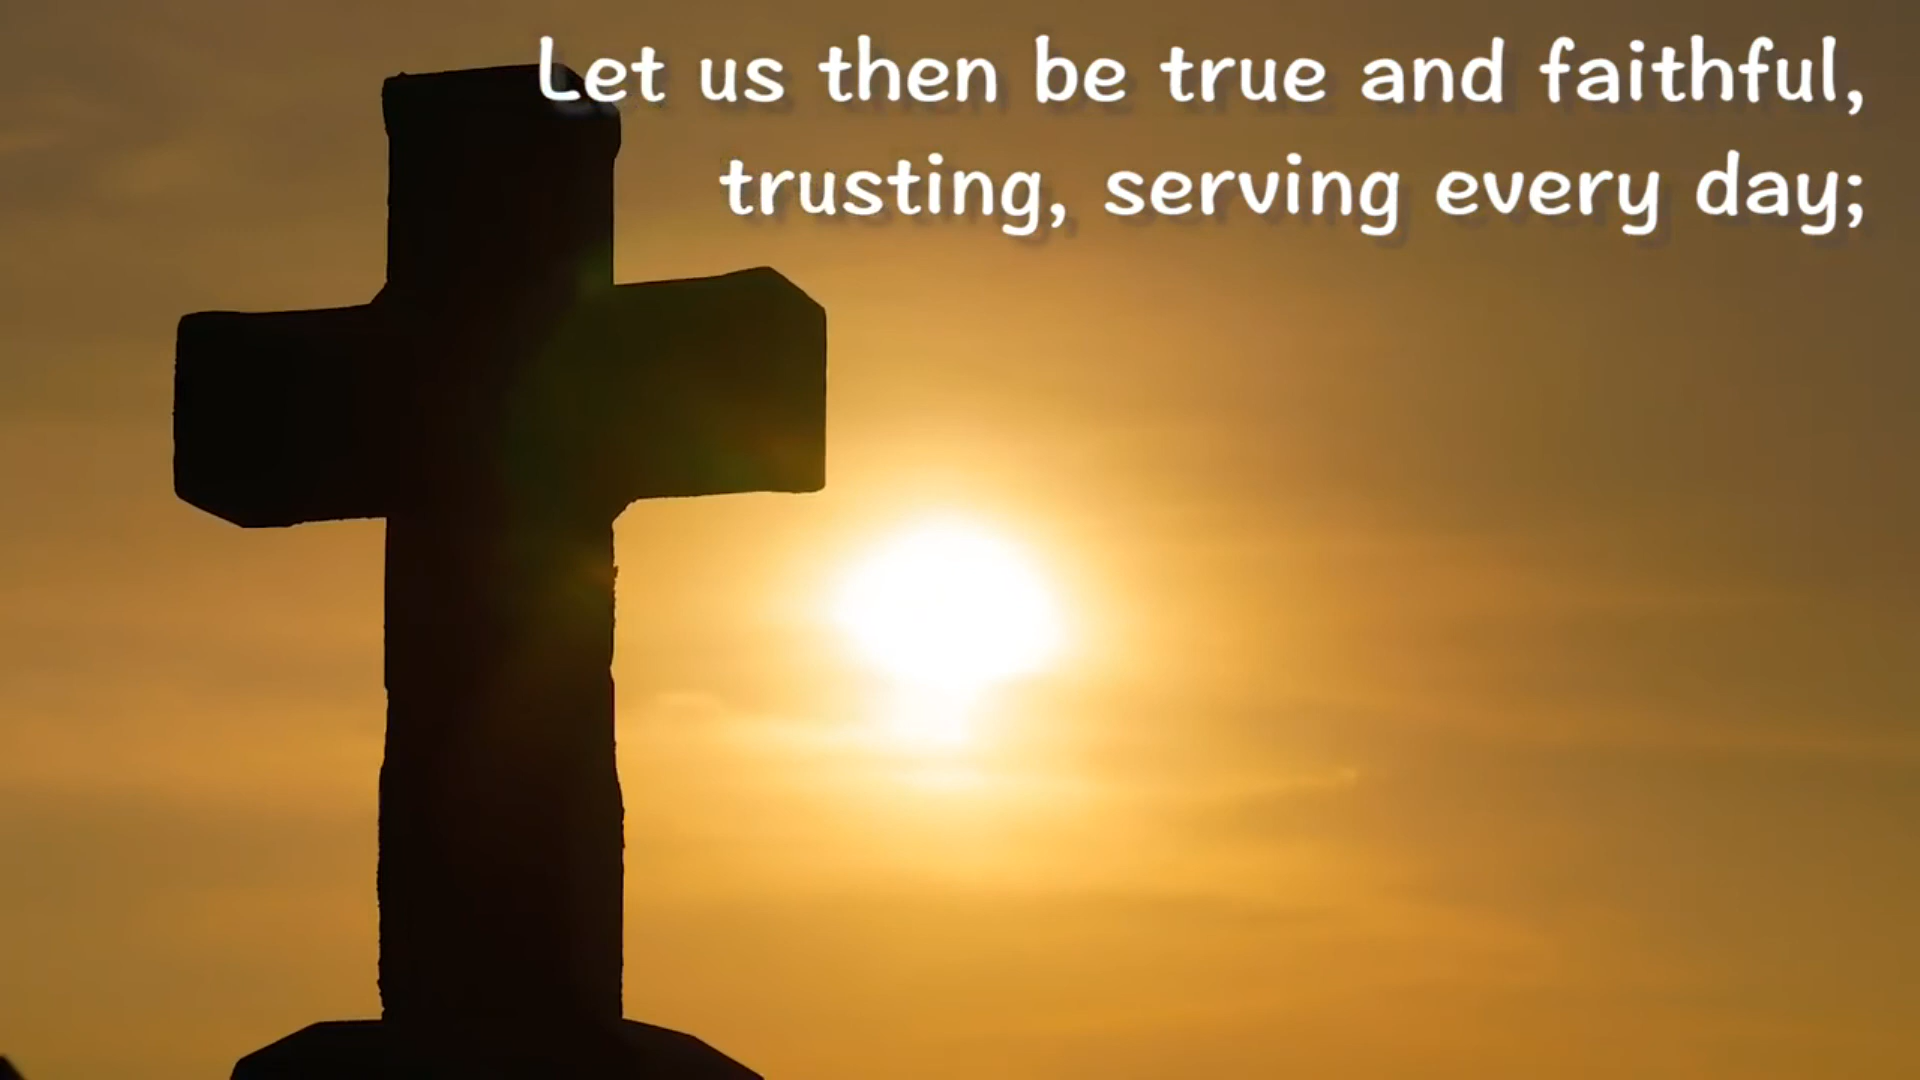 Let us then be true and faithful,
trusting, serving every day;